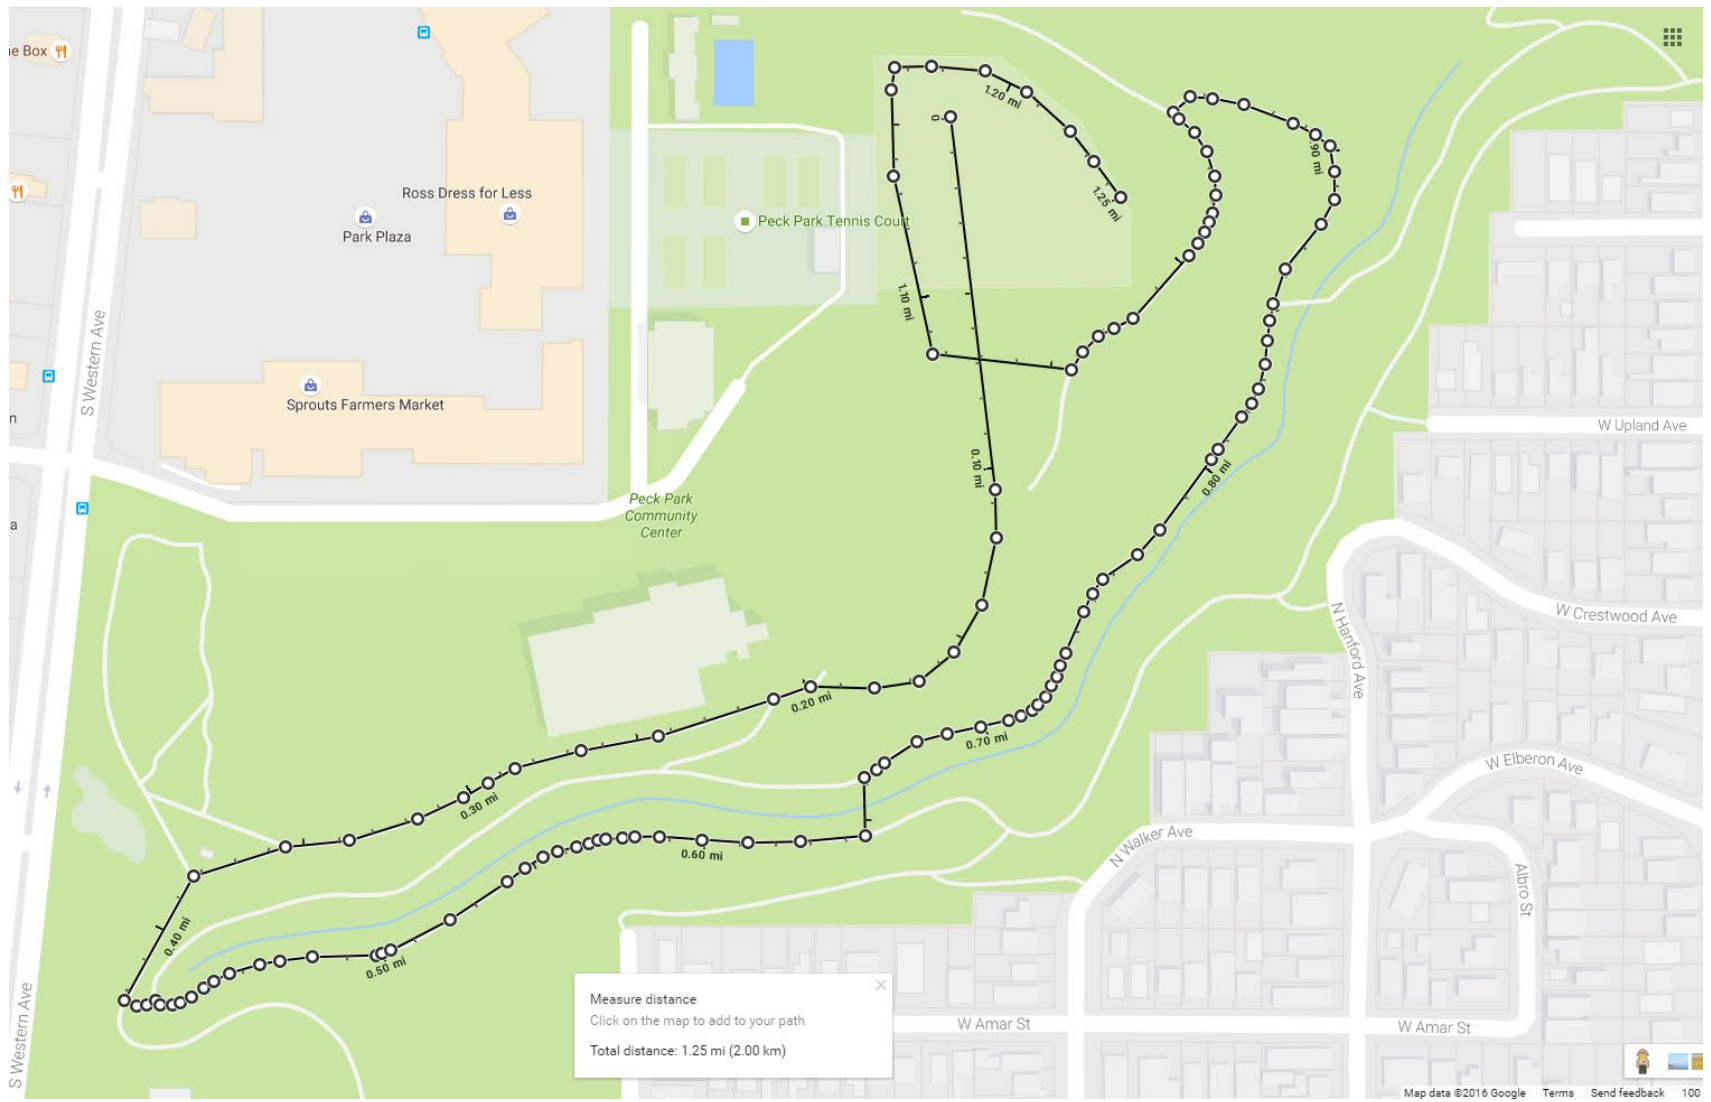 ne Box
Ross Dress for Less
Park Plaza
Peck Park Tennis Court
S Western Ave
Sprouts Farmers Market
n
a
Peck Park
Community
Center
0
0.10 mi
0.20 mi
0.30 mi
0.40 mi
0.50 mi
0.60 mi
0.70 mi
0.80 mi
.90 mi
1.10 mi
1.20 mi
1.25 mi
W Upland Ave
W Crestwood Ave
N Hanford Ave
W Elberon Ave
N Walker Ave
Albro St
S Western Ave
W Amar St
W Amar St
Measure distance
Click on the map to add to your path
Total distance: 1.25 mi (2.00 km)
Map data ©2016 Google Terms Send feedback 100